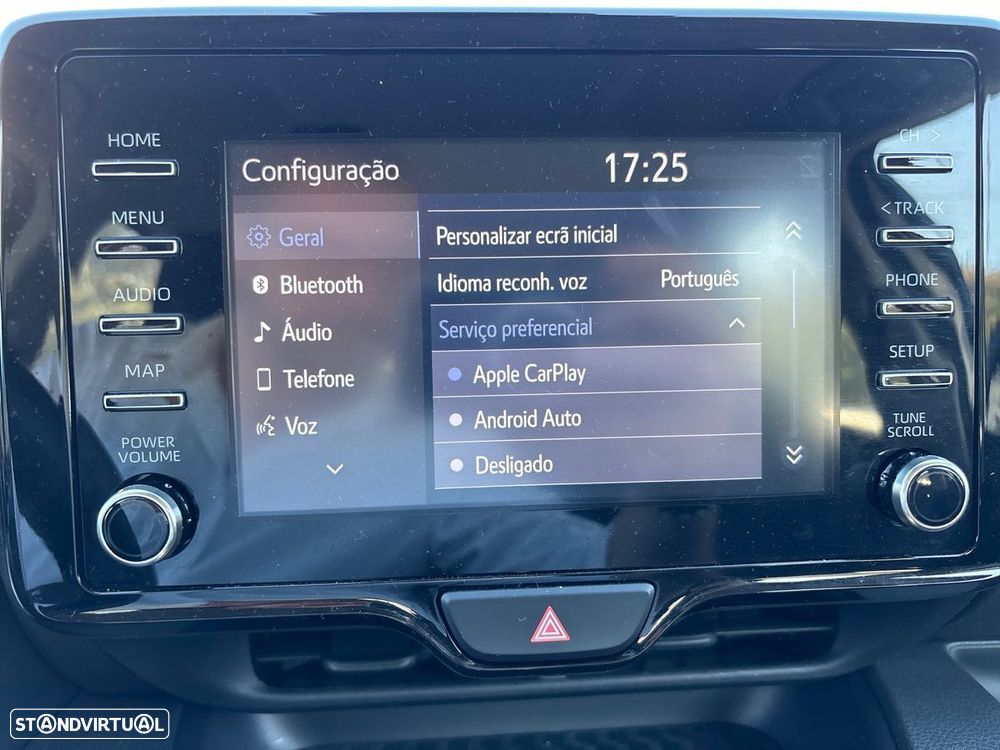 HOME
MENU
AUDIO
MAP
POWER
VOLUME
Configuração 17:25
Geral
Bluetooth
Áudio
Telefone
Voz
Personalizar ecrã inicial
Idioma reconh. voz Português
Serviço preferencial
Apple CarPlay
Android Auto
Desligado
CH >
< TRACK
PHONE
SETUP
TUNE
SCROLL
STANDVIRTUAL